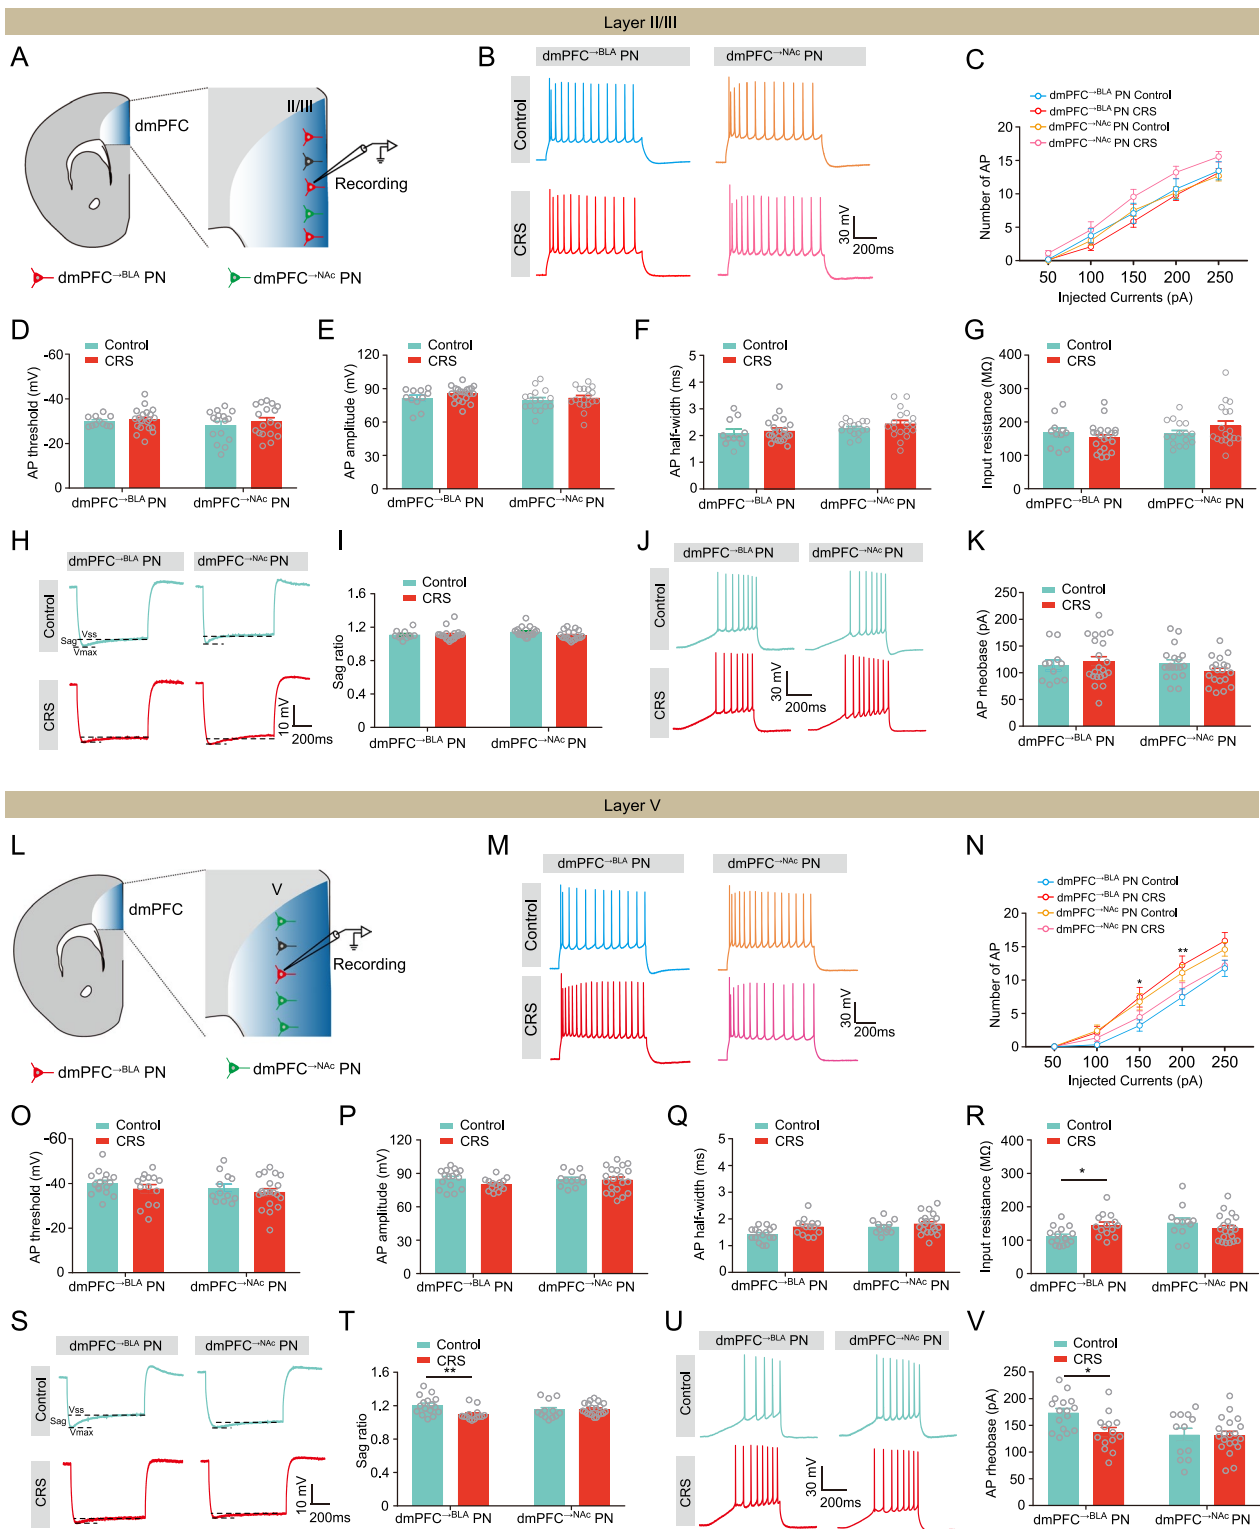 Layer II/III
A
II/III
dmPFC
Recording
dmPFC→BLA PN
dmPFC→NAc PN
B
dmPFC→BLA PN
dmPFC→NAc PN
Control
CRS
30 mV
200ms
C
dmPFC→BLA PN Control
dmPFC→BLA PN CRS
dmPFC→NAc PN Control
dmPFC→NAc PN CRS
Number of AP
15
10
5
0
50 100 150 200 250
Injected Currents (pA)
D
Control
CRS
AP threshold (mV)
-60
-40
-20
0
dmPFC→BLA PN
dmPFC→NAc PN
E
Control
CRS
AP amplitude (mV)
120
90
60
30
0
dmPFC→BLA PN
dmPFC→NAc PN
F
Control
CRS
AP half-width (ms)
5
4
3
2
1
0
dmPFC→BLA PN
dmPFC→NAc PN
G
Control
CRS
Input resistance (MΩ)
400
300
200
100
0
dmPFC→BLA PN
dmPFC→NAc PN
H
dmPFC→BLA PN
dmPFC→NAc PN
Control
Vss
Sag
Vmax
CRS
10 mV
200ms
I
Control
CRS
Sag ratio
1.6
1.2
0.8
0.4
0
dmPFC→BLA PN
dmPFC→NAc PN
J
dmPFC→BLA PN
dmPFC→NAc PN
Control
CRS
30 mV
200ms
K
Control
CRS
AP rheobase (pA)
250
200
150
100
50
0
dmPFC→BLA PN
dmPFC→NAc PN
Layer V
L
V
dmPFC
Recording
dmPFC→BLA PN
dmPFC→NAc PN
M
dmPFC→BLA PN
dmPFC→NAc PN
Control
CRS
30 mV
200ms
N
dmPFC→BLA PN Control
dmPFC→BLA PN CRS
dmPFC→NAc PN Control
dmPFC→NAc PN CRS
Number of AP
20
15
10
5
0
*
**
50 100 150 200 250
Injected Currents (pA)
O
Control
CRS
AP threshold (mV)
-60
-40
-20
0
dmPFC→BLA PN
dmPFC→NAc PN
P
Control
CRS
AP amplitude (mV)
120
90
60
30
0
dmPFC→BLA PN
dmPFC→NAc PN
Q
Control
CRS
AP half-width (ms)
5
4
3
2
1
0
dmPFC→BLA PN
dmPFC→NAc PN
R
Control
CRS
*
Input resistance (MΩ)
400
300
200
100
0
dmPFC→BLA PN
dmPFC→NAc PN
S
dmPFC→BLA PN
dmPFC→NAc PN
Control
Vss
Sag
Vmax
CRS
10 mV
200ms
T
Control
CRS
**
Sag ratio
1.6
1.2
1.2
0.4
0
dmPFC→BLA PN
dmPFC→NAc PN
U
dmPFC→BLA PN
dmPFC→NAc PN
Control
CRS
30 mV
200ms
V
Control
CRS
*
AP rheobase (pA)
250
200
150
150
50
0
dmPFC→BLA PN
dmPFC→NAc PN